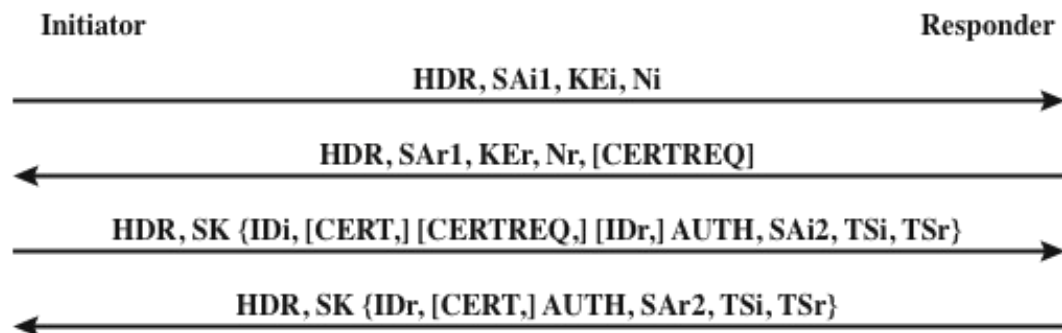 Initiator Responder
HDR, SAi1, KEi, Ni
HDR, SAr1, KEr, Nr, [CERTREQ]
HDR, SK {IDi, [CERT,] [CERTREQ,] [IDr,] AUTH, SAi2, TSi, TSr}
HDR, SK {IDr, [CERT,] AUTH, SAr2, TSi, TSr}